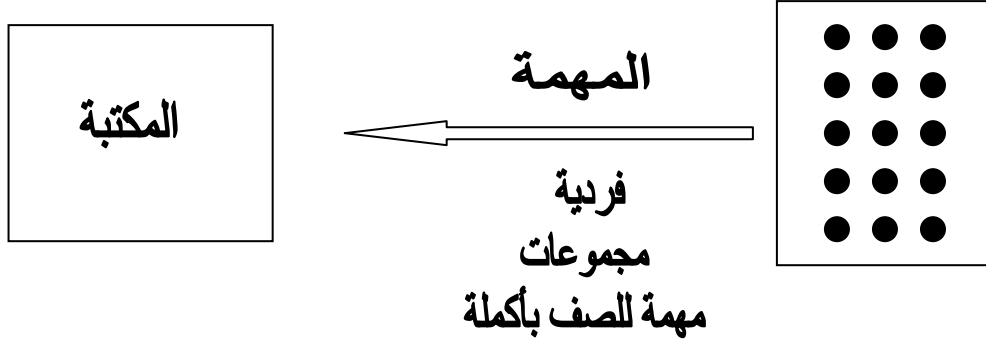 المهمة
المكتبة
فردية
مجموعات
مهمة للصف بأكملة